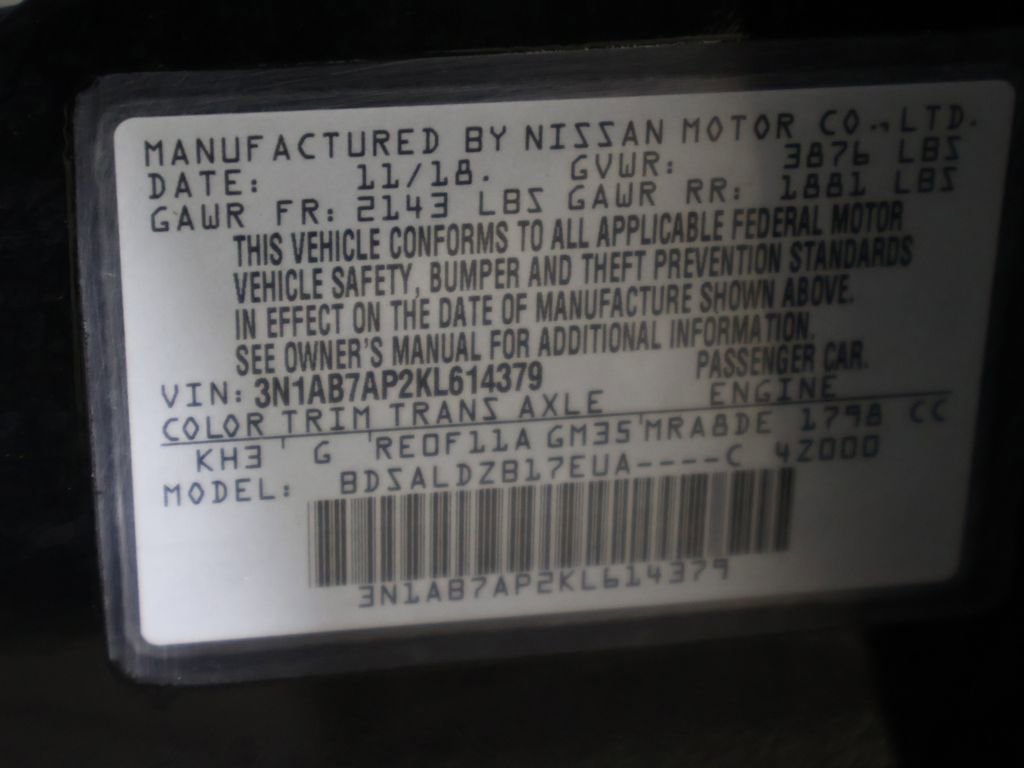 MANUFACTURED BY NISSAN MOTOR CO., LTD.
DATE: 11/18. GVWR: 3876 LBS
GAWR FR: 2143 LBS GAWR RR: 1881 LBS
THIS VEHICLE CONFORMS TO ALL APPLICABLE FEDERAL MOTOR
VEHICLE SAFETY, BUMPER AND THEFT PREVENTION STANDARDS
IN EFFECT ON THE DATE OF MANUFACTURE SHOWN ABOVE.
SEE OWNER'S MANUAL FOR ADDITIONAL INFORMATION.
VIN: 3N1AB7AP2KL614379 PASSENGER CAR.
COLOR TRIM TRANS AXLE ENGINE
KH3 G RE0F11A GM35 MRA8DE 1798 CC
MODEL: BDSALDZB17EUA----C 4Z000
3N1AB7AP2KL614379